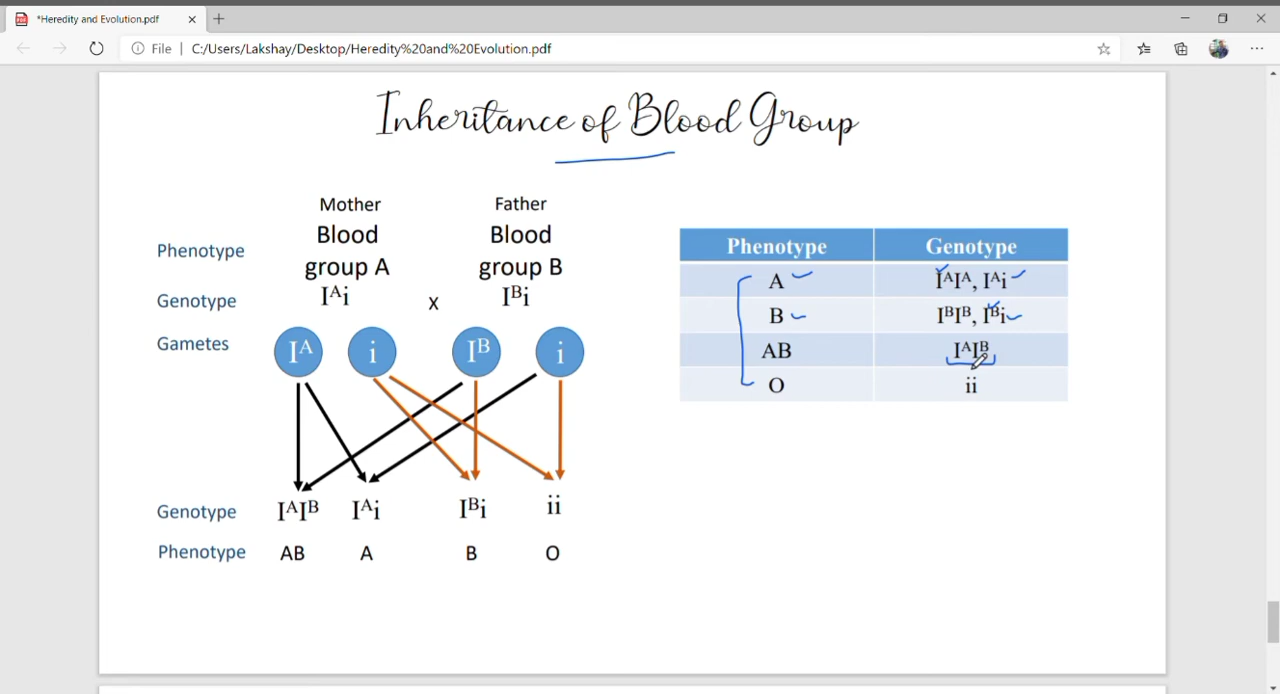 *Heredity and Evolution.pdf
File | C:/Users/Lakshay/Desktop/Heredity%20and%20Evolution.pdf
Inheritance of Blood Group
Mother Father
Phenotype Blood group A Blood group B
Genotype Iᴬi x Iᴮi
Gametes Iᴬ i Iᴮ i
Genotype IᴬIᴮ Iᴬi Iᴮi ii
Phenotype AB A B O
Phenotype Genotype
A IᴬIᴬ, Iᴬi
B IᴮIᴮ, Iᴮi
AB IᴬIᴮ
O ii